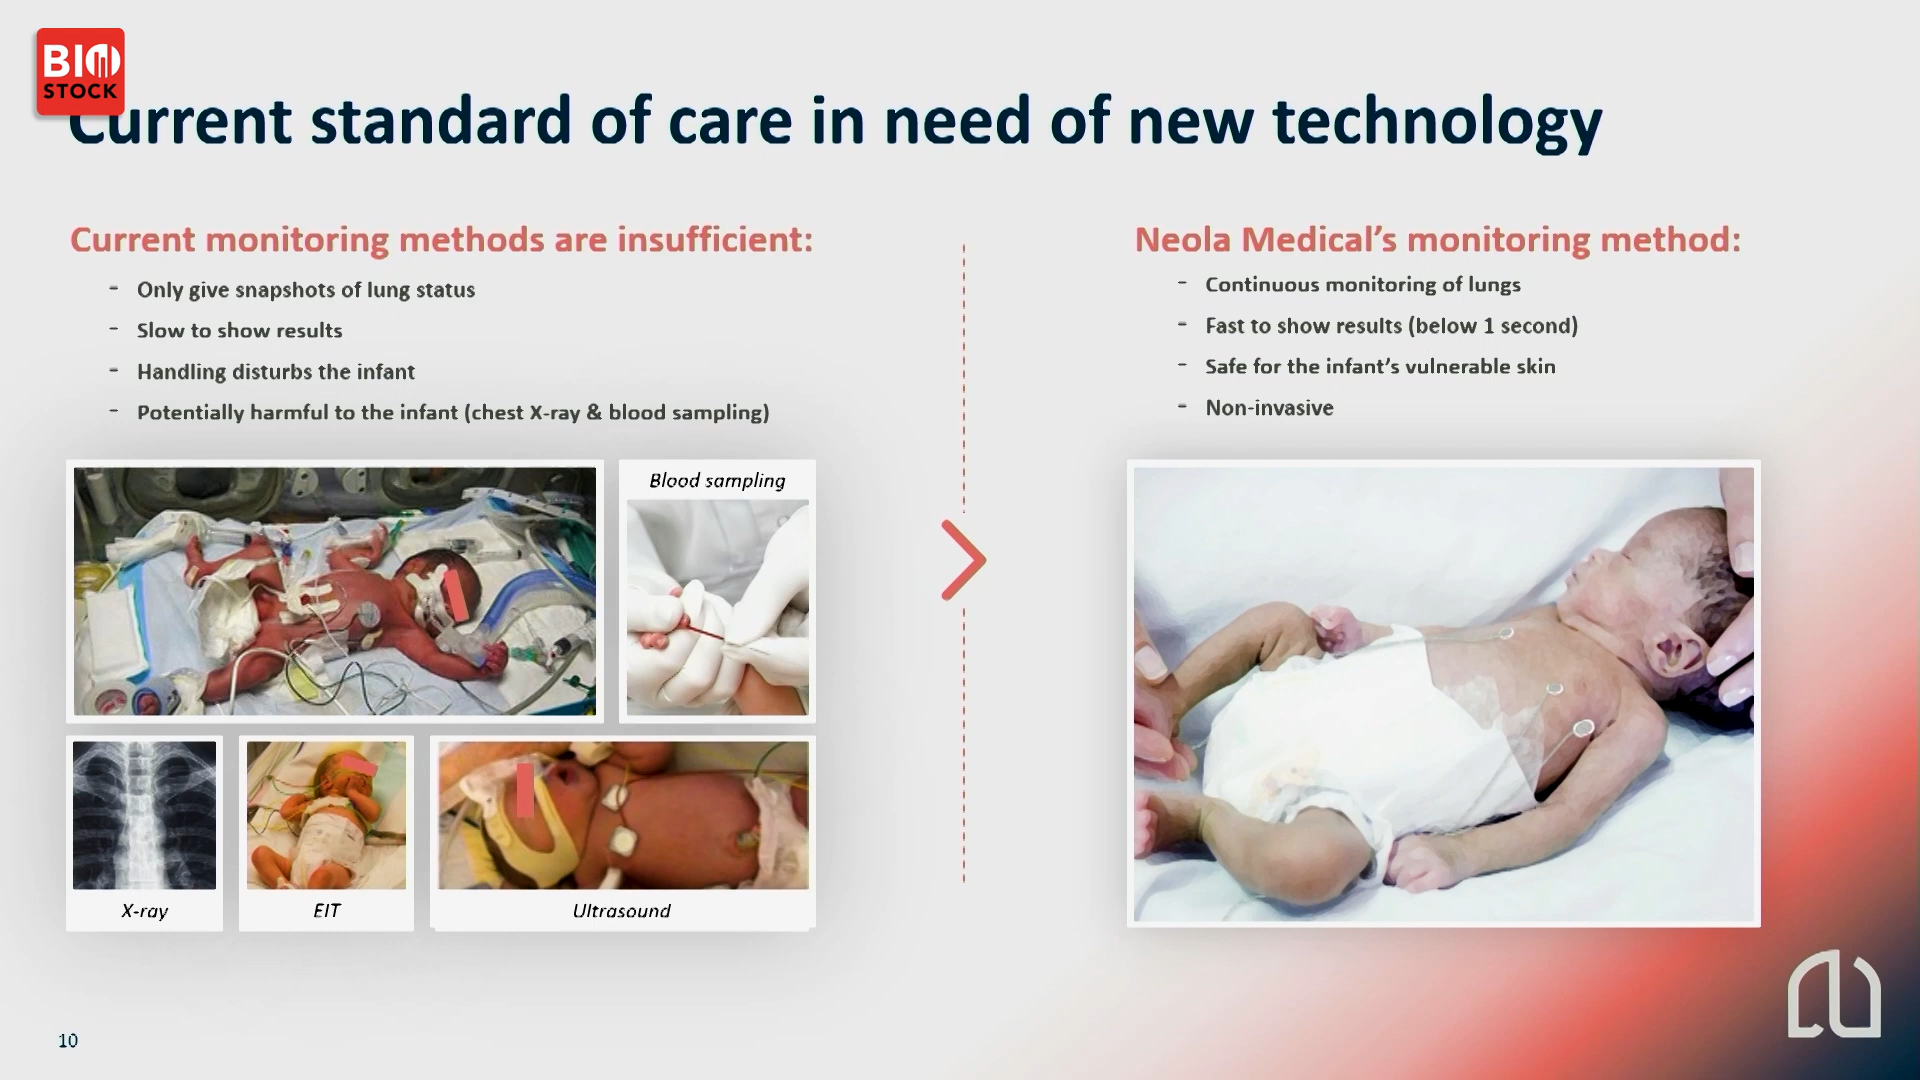 BIO
STOCK
Current standard of care in need of new technology
Current monitoring methods are insufficient:
- Only give snapshots of lung status
- Slow to show results
- Handling disturbs the infant
- Potentially harmful to the infant (chest X-ray & blood sampling)
Blood sampling
X-ray
EIT
Ultrasound
Neola Medical’s monitoring method:
- Continuous monitoring of lungs
- Fast to show results (below 1 second)
- Safe for the infant’s vulnerable skin
- Non-invasive
10